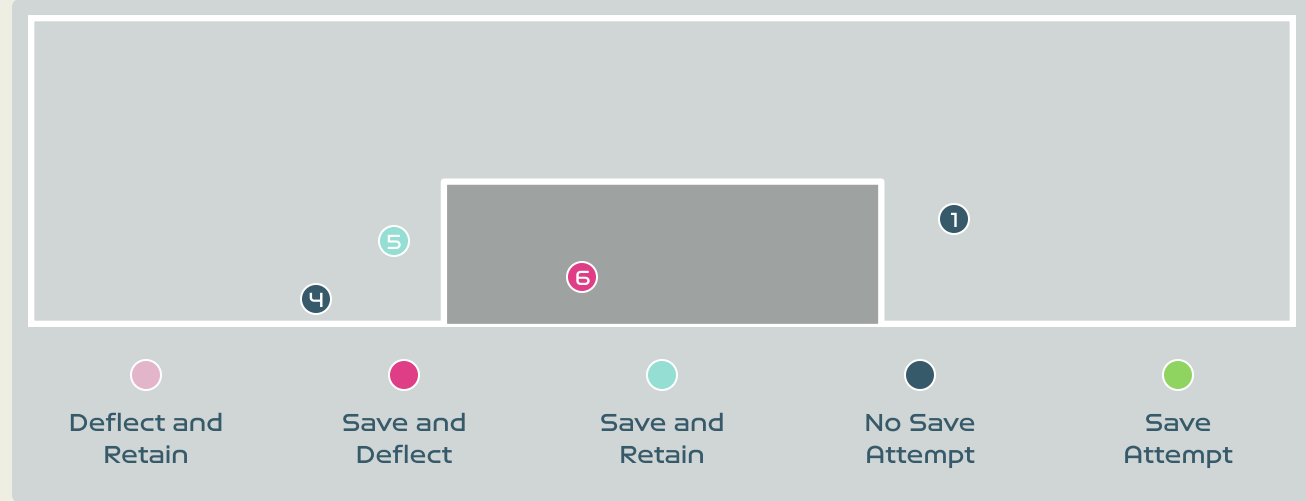 1
5
6
4
Deflect and
Retain
Save and
Deflect
Save and
Retain
No Save
Attempt
Save
Attempt